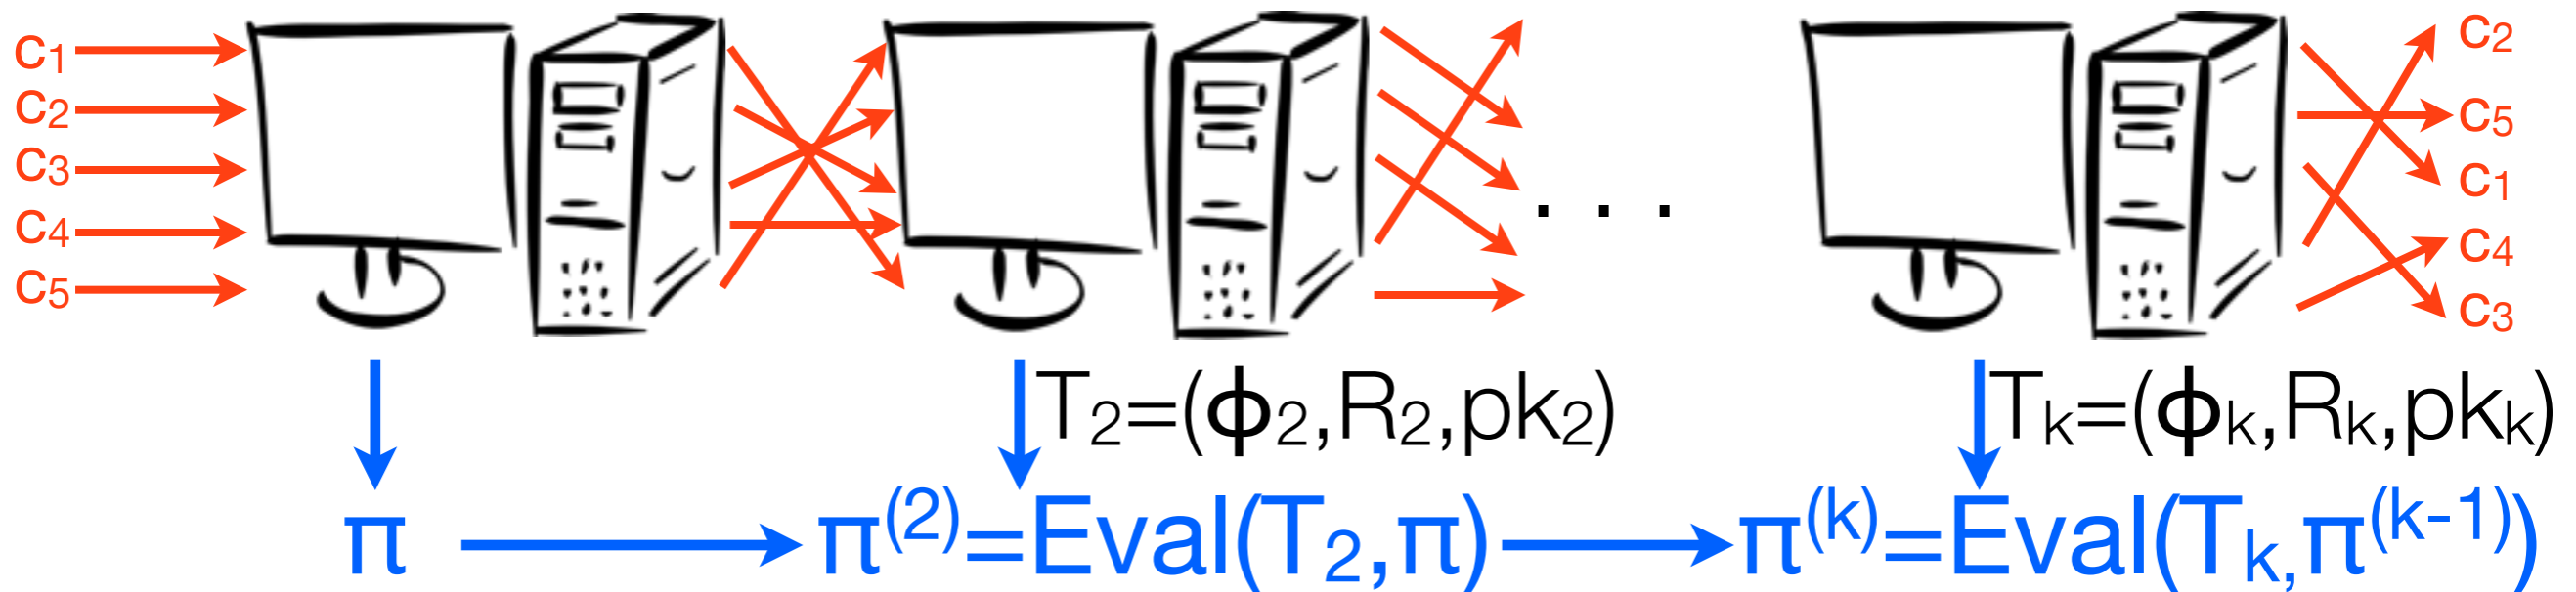 c1
c2
c3
c4
c5
. . .
c2
c5
c1
c4
c3
T2=(ϕ2,R2,pk2)
Tk=(ϕk,Rk,pkk)
π
π(2)=Eval(T2,π)
π(k)=Eval(Tk,π(k-1))